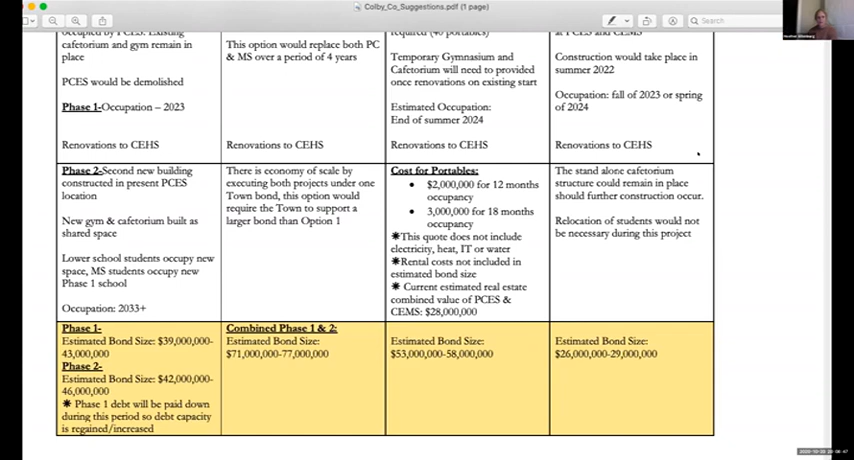 Colby_Co_Suggestions.pdf (1 page)
Search
occupied by PCES. Existing
cafetorium and gym remain in
place
PCES would be demolished
Phase 1-Occupation – 2023
Renovations to CEHS
This option would replace both PC
& MS over a period of 4 years
Renovations to CEHS
required (40 portables)
Temporary Gymnasium and
Cafetorium will need to provided
once renovations on existing start
Estimated Occupation:
End of summer 2024
Renovations to CEHS
at PCES and CEMS
Construction would take place in
summer 2022
Occupation: fall of 2023 or spring
of 2024
Renovations to CEHS
Phase 2-Second new building
constructed in present PCES
location
New gym & cafetorium built as
shared space
Lower school students occupy new
space, MS students occupy new
Phase 1 school
Occupation: 2033+
There is economy of scale by
executing both projects under one
Town bond, this option would
require the Town to support a
larger bond than Option 1
Cost for Portables:
• $2,000,000 for 12 months
occupancy
• 3,000,000 for 18 months
occupancy
✷This quote does not include
electricity, heat, IT or water
✷Rental costs not included in
estimated bond size
✷ Current estimated real estate
combined value of PCES &
CEMS: $28,000,000
The stand alone cafetorium
structure could remain in place
should further construction occur.
Relocation of students would not
be necessary during this project
Phase 1-
Estimated Bond Size: $39,000,000-
43,000,000
Phase 2-
Estimated Bond Size: $42,000,000-
46,000,000
✷ Phase 1 debt will be paid down
during this period so debt capacity
is regained/increased
Combined Phase 1 & 2:
Estimated Bond Size:
$71,000,000-77,000,000
Estimated Bond Size:
$53,000,000-58,000,000
Estimated Bond Size:
$26,000,000-29,000,000